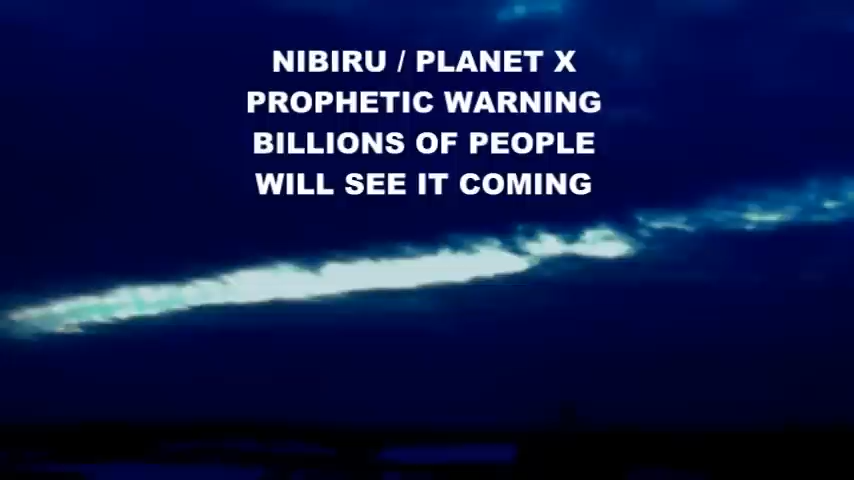 NIBIRU / PLANET X
PROPHETIC WARNING
BILLIONS OF PEOPLE
WILL SEE IT COMING